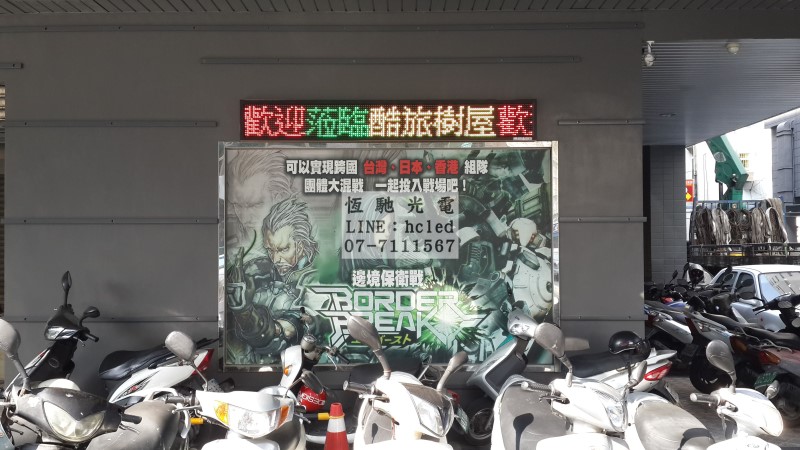 歡迎蒞臨酷旅樹屋歡
可以實現跨國 台灣・日本・香港 組隊
團體大混戰 一起投入戰場吧！
恆馳光電
LINE：hcled
07-7111567
邊境保衛戰
BORDER
BREAK